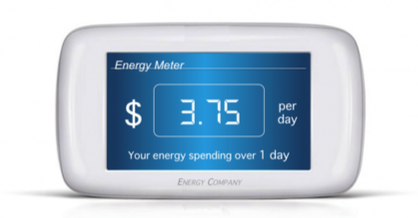 Energy Meter
$ 3.75 per day
Your energy spending over 1 day
ENERGY COMPANY